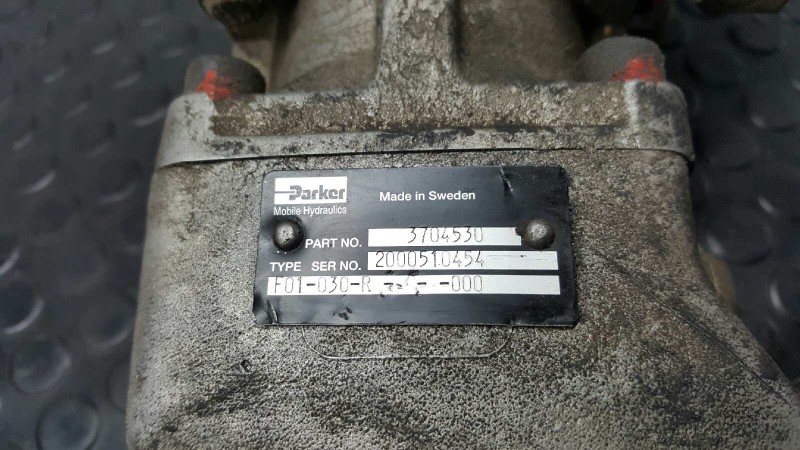 Parker
Made in Sweden
Mobile Hydraulics
PART NO. 3704530
TYPE SER NO. 2000510454
F01-030-R - - -000